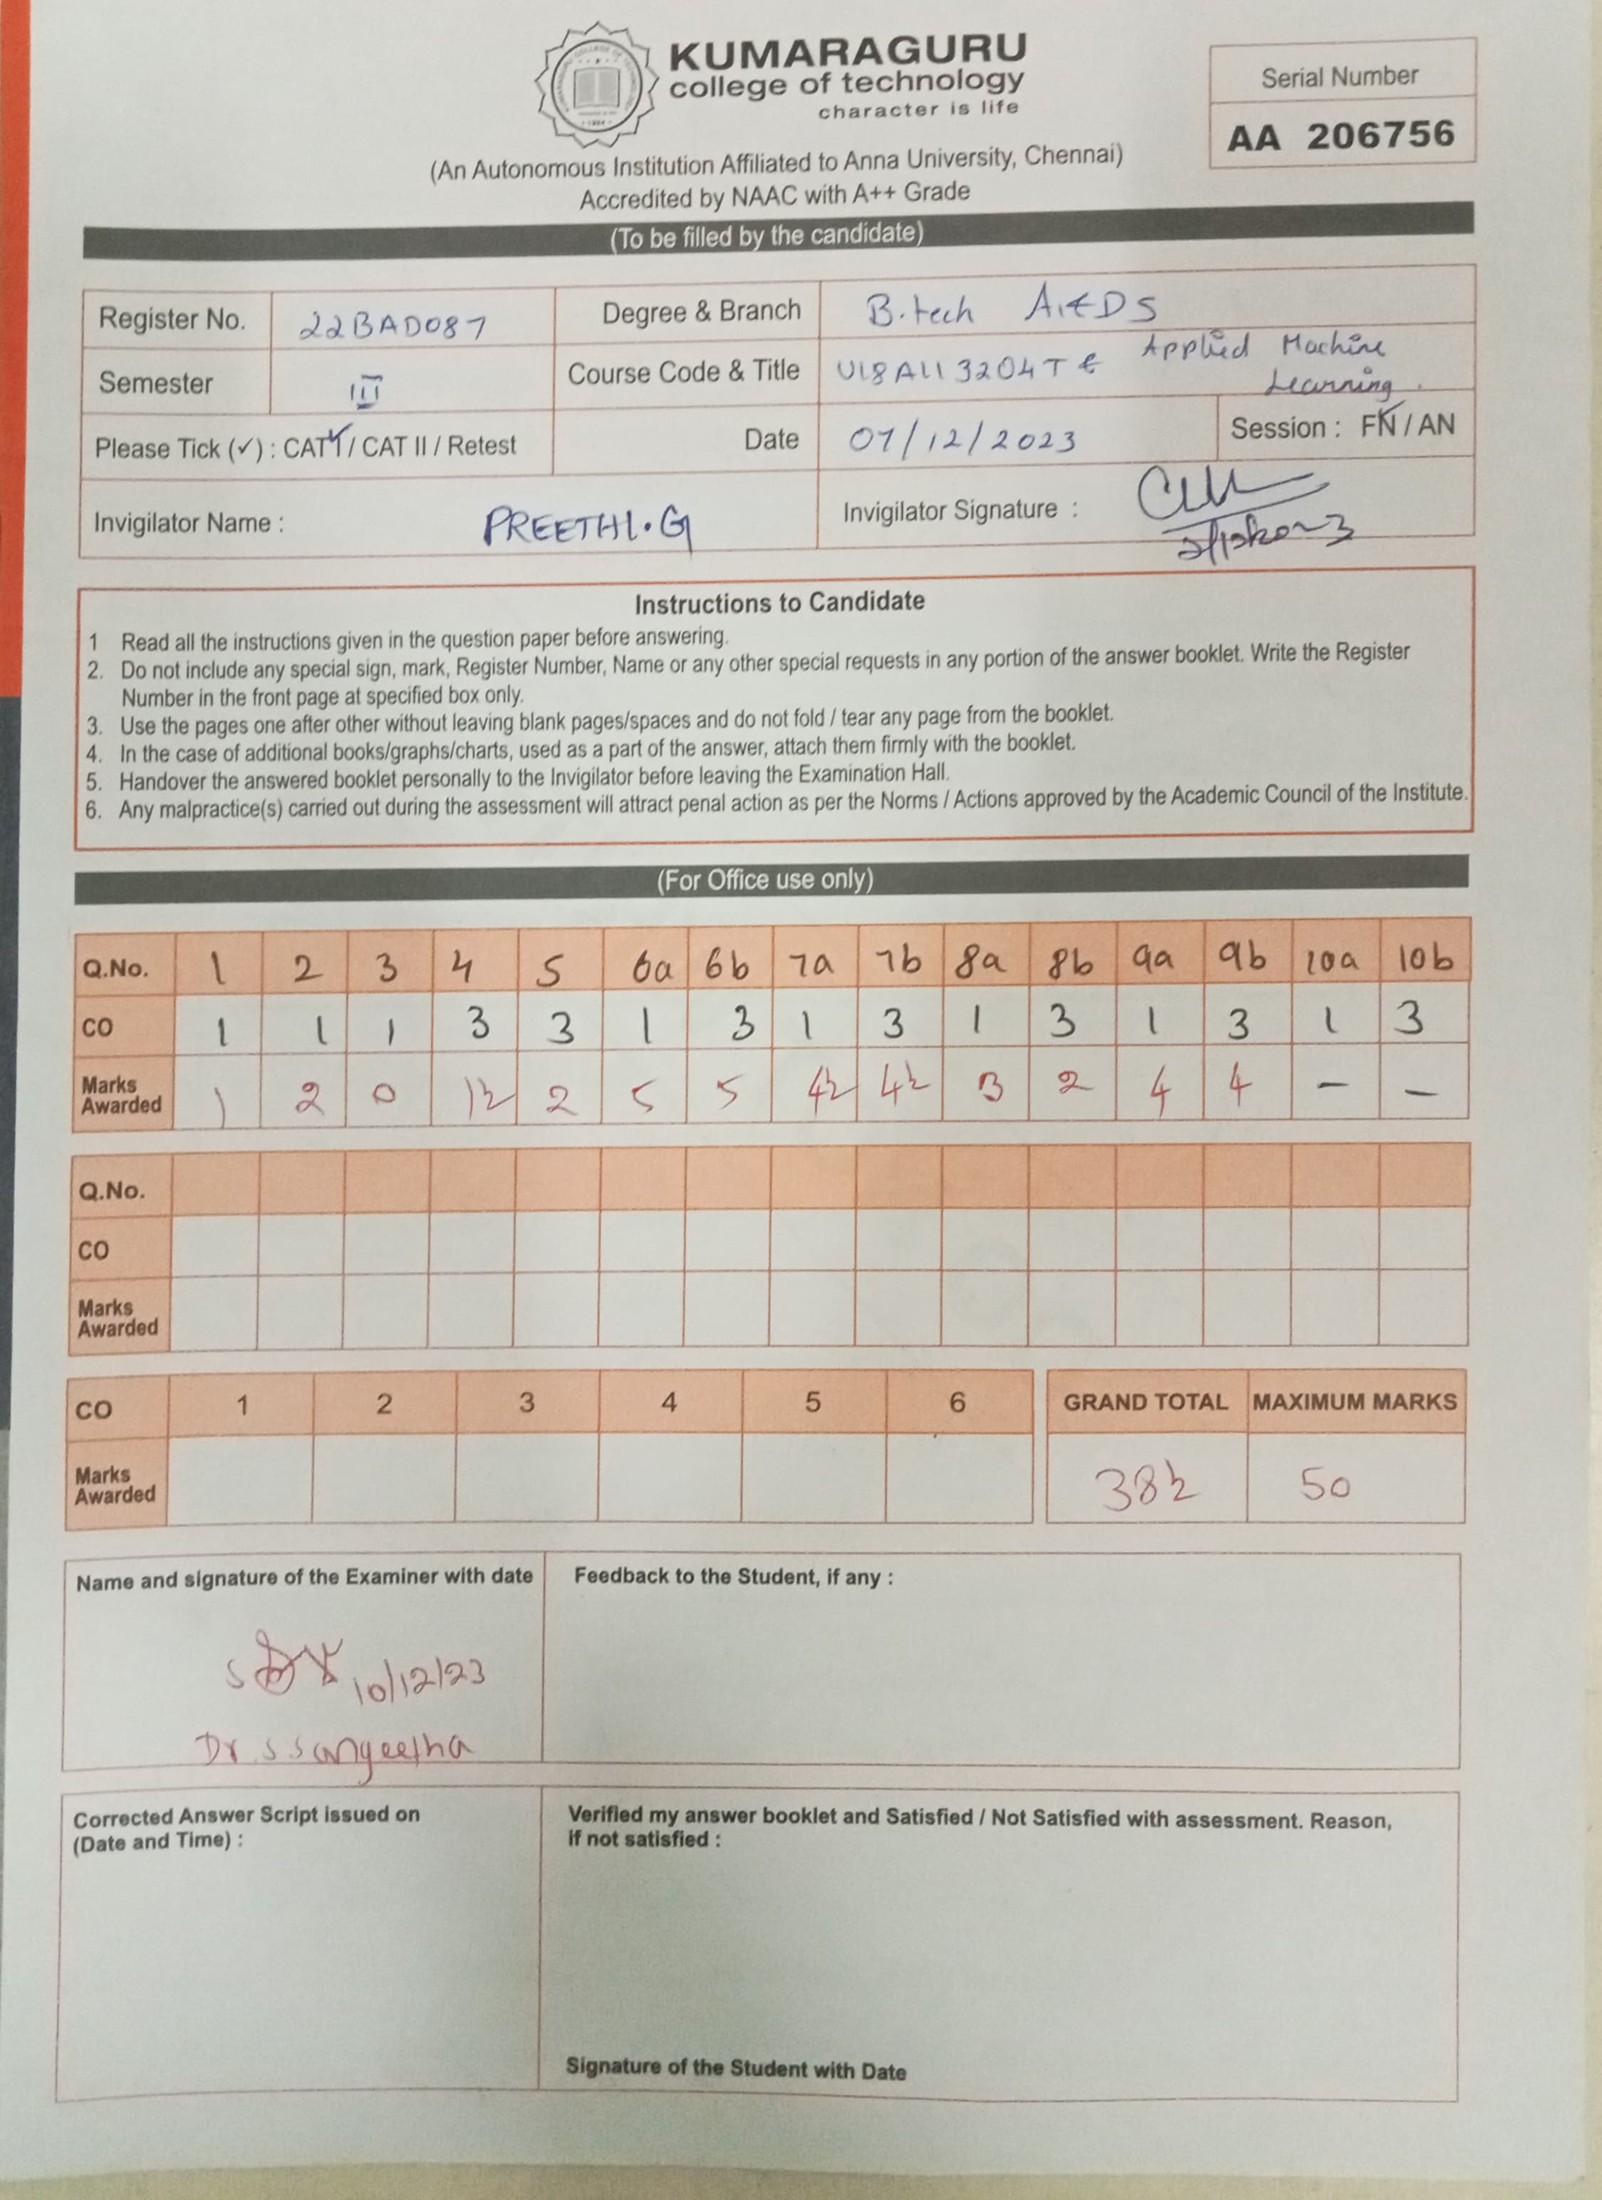 KUMARAGURU
college of technology
character is life
(An Autonomous Institution Affiliated to Anna University, Chennai)
Accredited by NAAC with A++ Grade
Serial Number
AA 206756
(To be filled by the candidate)
Register No. 22BAD087 Degree & Branch B.tech AI&DS
Semester III Course Code & Title U18AII3204T & Applied Machine
Learning.
Please Tick (✓) : CAT I / CAT II / Retest Date 07/12/2023 Session : FN / AN
Invigilator Name : PREETHI.G Invigilator Signature :
Instructions to Candidate
1 Read all the instructions given in the question paper before answering.
2. Do not include any special sign, mark, Register Number, Name or any other special requests in any portion of the answer booklet. Write the Register
Number in the front page at specified box only.
3. Use the pages one after other without leaving blank pages/spaces and do not fold / tear any page from the booklet.
4. In the case of additional books/graphs/charts, used as a part of the answer, attach them firmly with the booklet.
5. Handover the answered booklet personally to the Invigilator before leaving the Examination Hall.
6. Any malpractice(s) carried out during the assessment will attract penal action as per the Norms / Actions approved by the Academic Council of the Institute.
(For Office use only)
Q.No. 1 2 3 4 5 6a 6b 7a 7b 8a 8b 9a 9b 10a 10b
CO 1 1 1 3 3 1 3 1 3 1 3 1 3 1 3
Marks
Awarded 1 2 0 1½ 2 5 5 4½ 4½ 3 2 4 4 - -
Q.No.
CO
Marks
Awarded
CO 1 2 3 4 5 6 GRAND TOTAL MAXIMUM MARKS
Marks
Awarded 38½ 50
Name and signature of the Examiner with date Feedback to the Student, if any :
10/12/23
Dr S Sangeetha
Corrected Answer Script issued on
(Date and Time) :
Verified my answer booklet and Satisfied / Not Satisfied with assessment. Reason,
if not satisfied :
Signature of the Student with Date